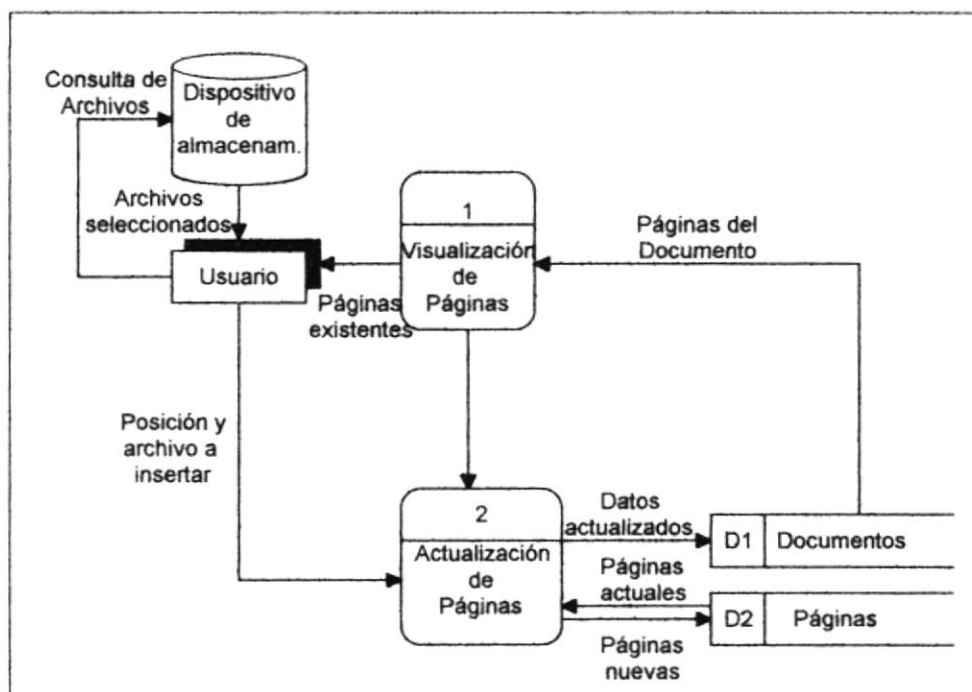 Consulta de
Archivos
Dispositivo
de
almacenam.
Archivos
seleccionados
Usuario
1
Visualización
de
Páginas
Páginas
existentes
Páginas del
Documento
Posición y
archivo a
insertar
2
Actualización
de
Páginas
Datos
actualizados
D1
Documentos
Páginas
actuales
D2
Páginas
Páginas
nuevas